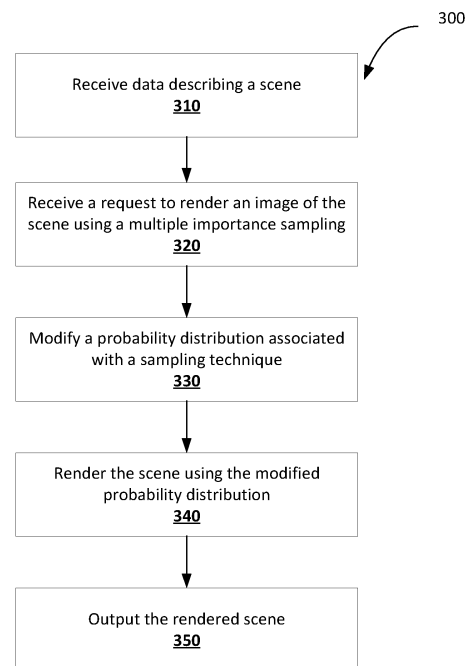 300
Receive data describing a scene
310
Receive a request to render an image of the
scene using a multiple importance sampling
320
Modify a probability distribution associated
with a sampling technique
330
Render the scene using the modified
probability distribution
340
Output the rendered scene
350